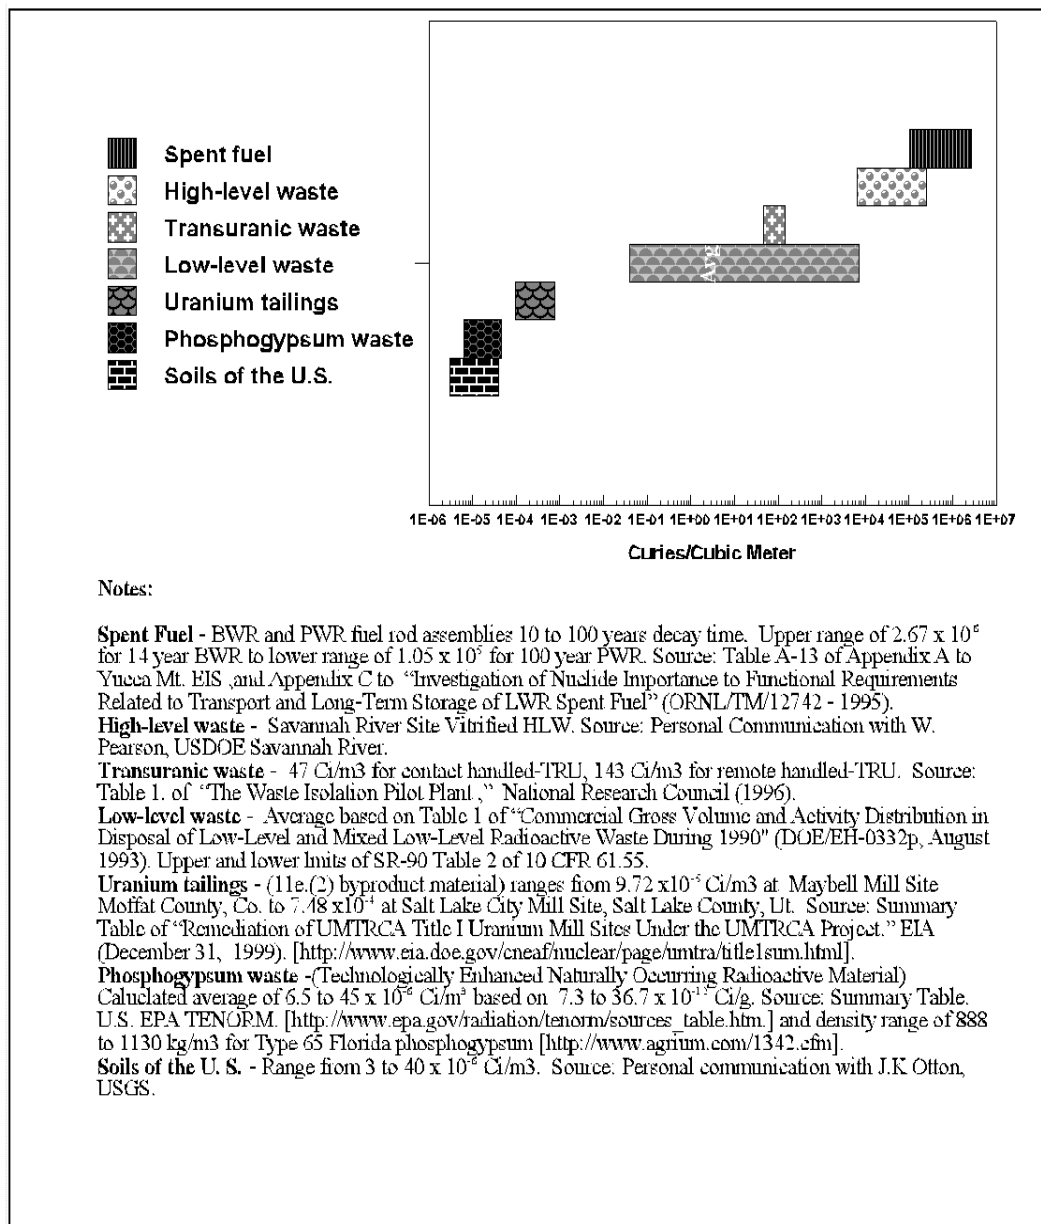 Spent fuel
High-level waste
Transuranic waste
Low-level waste
Uranium tailings
Phosphogypsum waste
Soils of the U.S.
Avg
1E-06 1E-05 1E-04 1E-03 1E-02 1E-01 1E+00 1E+01 1E+02 1E+03 1E+04 1E+05 1E+06 1E+07
Curies/Cubic Meter
Notes:
Spent Fuel - BWR and PWR fuel rod assemblies 10 to 100 years decay time. Upper range of 2.67 x 10⁶
for 14 year BWR to lower range of 1.05 x 10⁵ for 100 year PWR. Source: Table A-13 of Appendix A to
Yucca Mt. EIS ,and Appendix C to "Investigation of Nuclide Importance to Functional Requirements
Related to Transport and Long-Term Storage of LWR Spent Fuel" (ORNL/TM/12742 - 1995).
High-level waste - Savannah River Site Vitrified HLW. Source: Personal Communication with W.
Pearson, USDOE Savannah River.
Transuranic waste - 47 Ci/m3 for contact handled-TRU, 143 Ci/m3 for remote handled-TRU. Source:
Table 1. of "The Waste Isolation Pilot Plant ," National Research Council (1996).
Low-level waste - Average based on Table 1 of "Commercial Gross Volume and Activity Distribution in
Disposal of Low-Level and Mixed Low-Level Radioactive Waste During 1990" (DOE/EH-0332p, August
1993). Upper and lower lmits of SR-90 Table 2 of 10 CFR 61.55.
Uranium tailings - (11e.(2) byproduct material) ranges from 9.72 x10⁻⁵ Ci/m3 at Maybell Mill Site
Moffat County, Co. to 7.48 x10⁻⁴ at Salt Lake City Mill Site, Salt Lake County, Ut. Source: Summary
Table of "Remediation of UMTRCA Title I Uranium Mill Sites Under the UMTRCA Project." EIA
(December 31, 1999). [http://www.eia.doe.gov/cneaf/nuclear/page/umtra/title1sum.html].
Phosphogypsum waste -(Technologically Enhanced Naturally Occurring Radioactive Material)
Caluclated average of 6.5 to 45 x 10⁻⁶ Ci/m³ based on 7.3 to 36.7 x 10⁻¹² Ci/g. Source: Summary Table.
U.S. EPA TENORM. [http://www.epa.gov/radiation/tenorm/sources_table.htm.] and density range of 888
to 1130 kg/m3 for Type 65 Florida phosphogypsum [http://www.agrium.com/1342.cfm].
Soils of the U. S. - Range from 3 to 40 x 10⁻⁶ Ci/m3. Source: Personal communication with J.K Otton,
USGS.